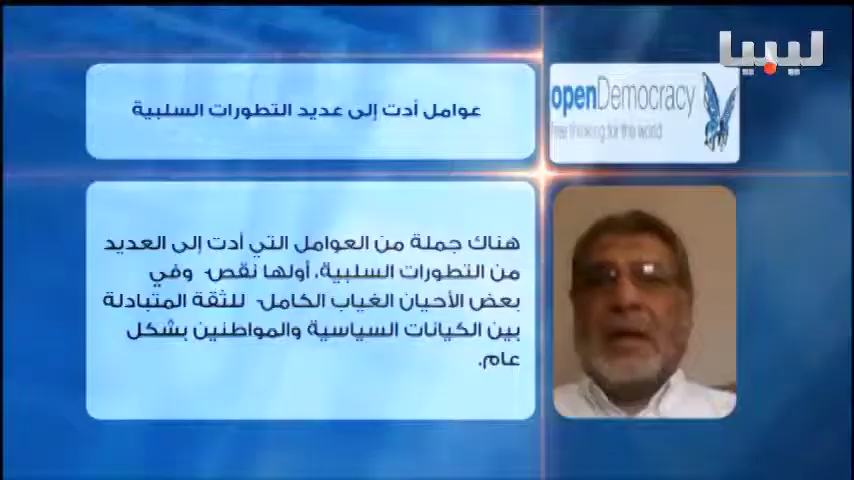 ليبيا
openDemocracy
free thinking for the world
عوامل أدت إلى عديد التطورات السلبية
هناك جملة من العوامل التي أدت إلى العديد
من التطورات السلبية، أولها نقص- وفي
بعض الأحيان الغياب الكامل- للثقة المتبادلة
بين الكيانات السياسية والمواطنين بشكل
عام.